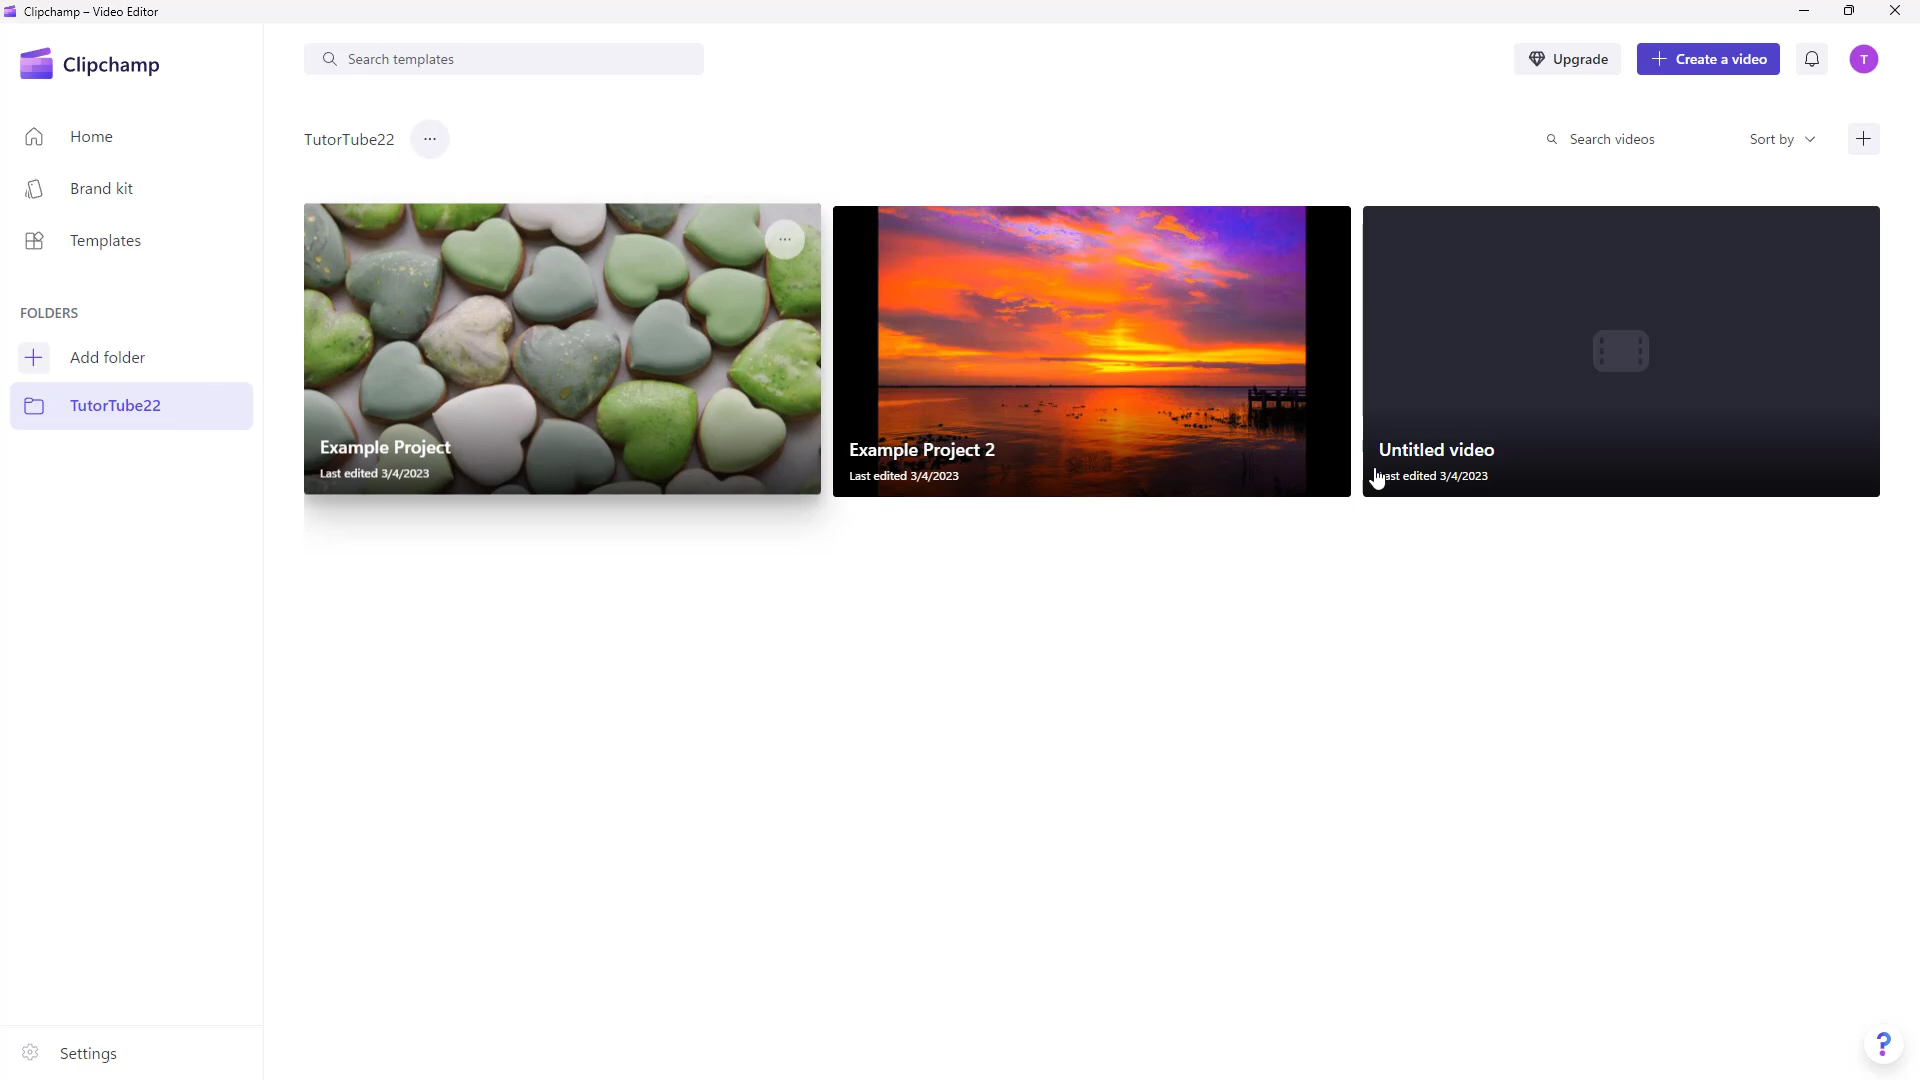 Clipchamp – Video Editor
Clipchamp
Search templates
Upgrade
Create a video
T
Home
Brand kit
Templates
FOLDERS
Add folder
TutorTube22
TutorTube22
...
Search videos
Sort by
...
Example Project
Last edited 3/4/2023
Example Project 2
Last edited 3/4/2023
Untitled video
Last edited 3/4/2023
Settings
?